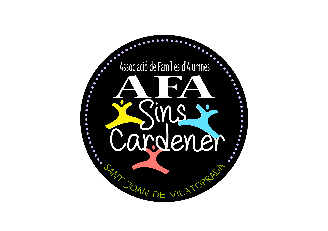 Associació de Famílies d'Alumnes
AFA
Sins
Cardener
SANT JOAN DE VILATORRADA